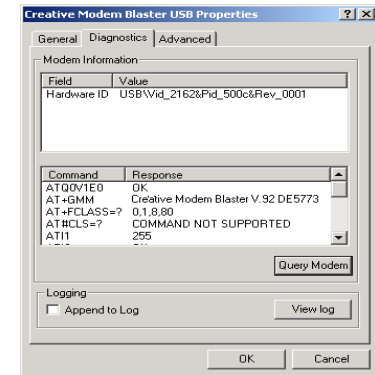 Creative Modem Blaster USB Properties ? X
General Diagnostics Advanced
Modem Information
Field Value
Hardware ID USB\Vid_2162&Pid_500c&Rev_0001
Command Response
ATQ0V1E0 OK
AT+GMM Creative Modem Blaster V.92 DE5773
AT+FCLASS=? 0,1,8,80
AT#CLS=? COMMAND NOT SUPPORTED
ATI1 255
Query Modem
Logging
Append to Log View log
OK Cancel